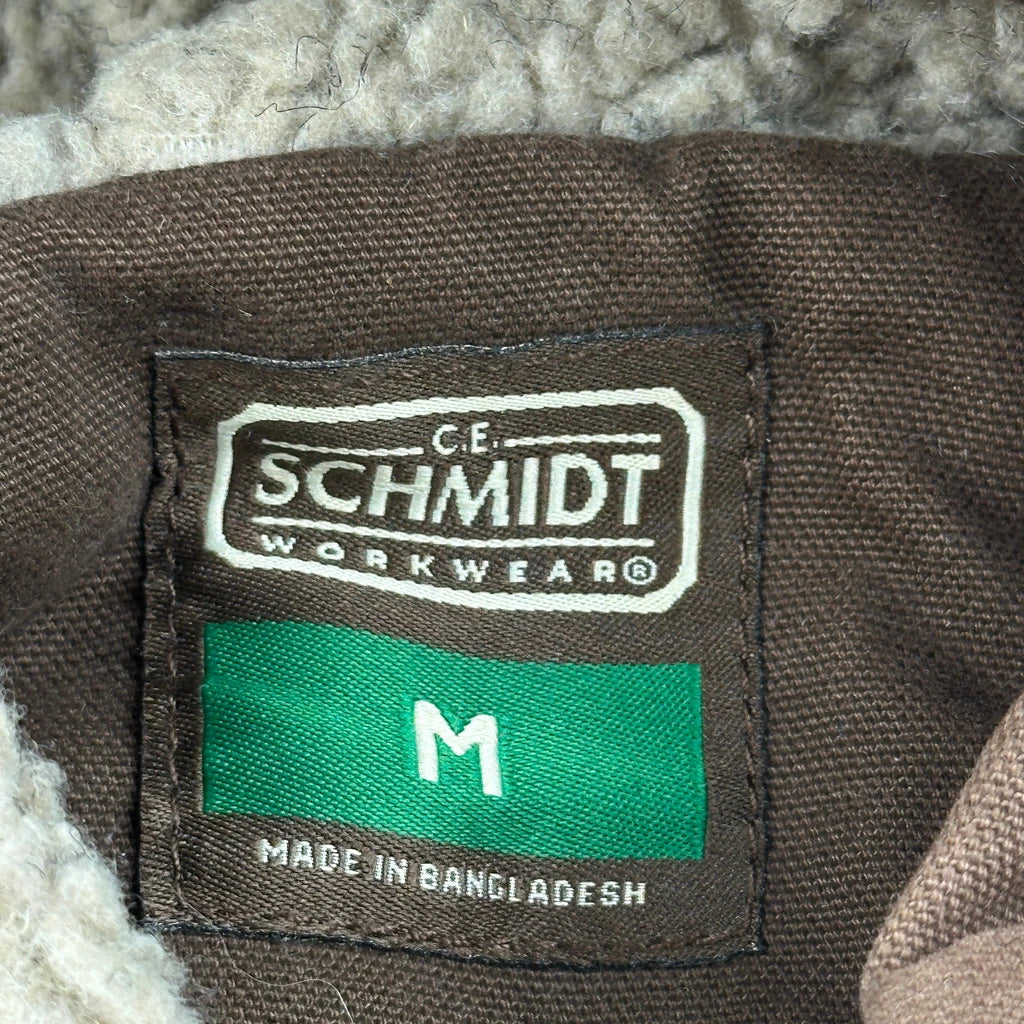 C.E.
SCHMIDT
WORKWEAR®
M
MADE IN BANGLADESH